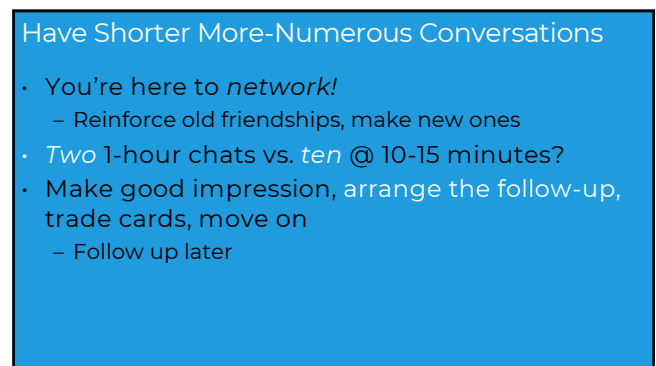 Have Shorter More-Numerous Conversations
• You’re here to network!
– Reinforce old friendships, make new ones
• Two 1-hour chats vs. ten @ 10-15 minutes?
• Make good impression, arrange the follow-up,
trade cards, move on
– Follow up later